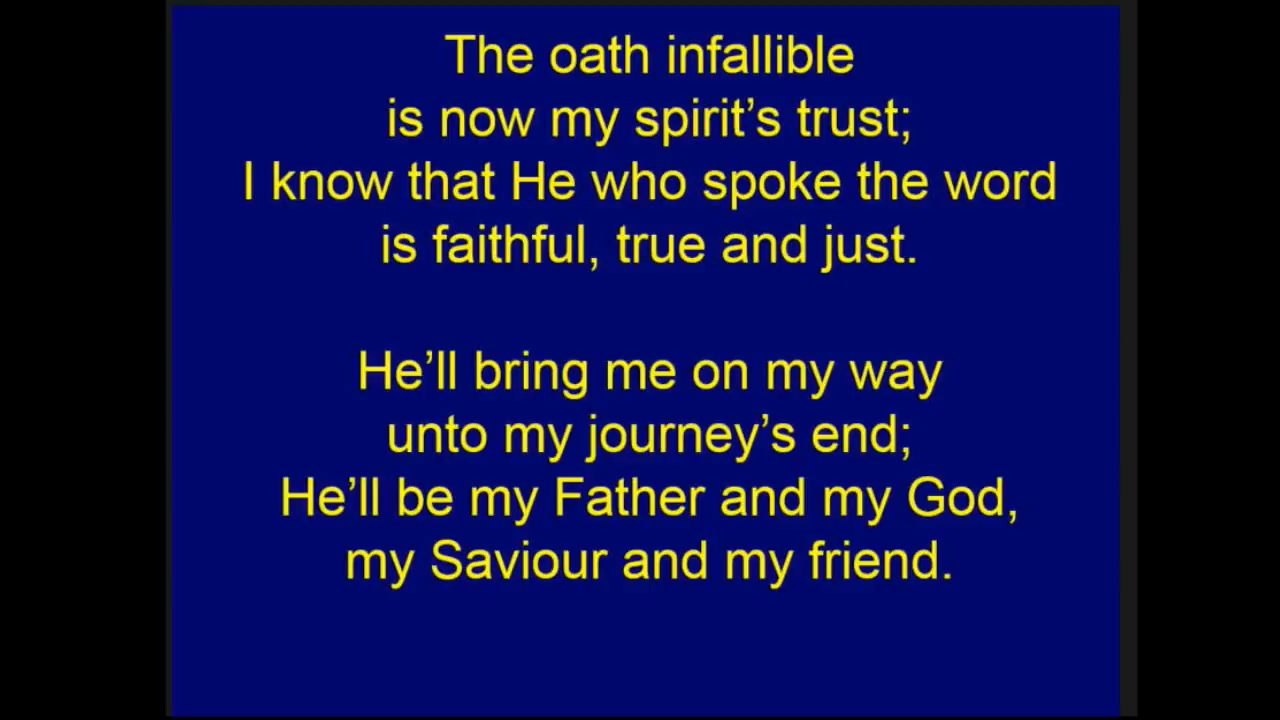 The oath infallible
is now my spirit’s trust;
I know that He who spoke the word
is faithful, true and just.
He’ll bring me on my way
unto my journey’s end;
He’ll be my Father and my God,
my Saviour and my friend.